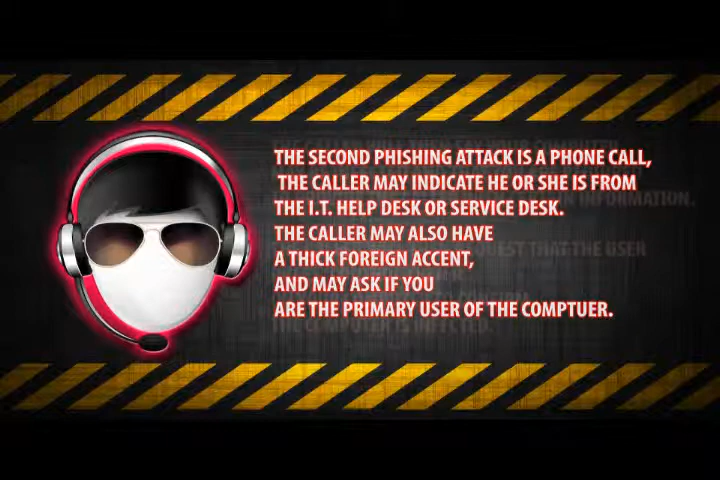 THE SECOND PHISHING ATTACK IS A PHONE CALL,
THE CALLER MAY INDICATE HE OR SHE IS FROM
THE I.T. HELP DESK OR SERVICE DESK.
THE CALLER MAY ALSO HAVE
A THICK FOREIGN ACCENT,
AND MAY ASK IF YOU
ARE THE PRIMARY USER OF THE COMPTUER.